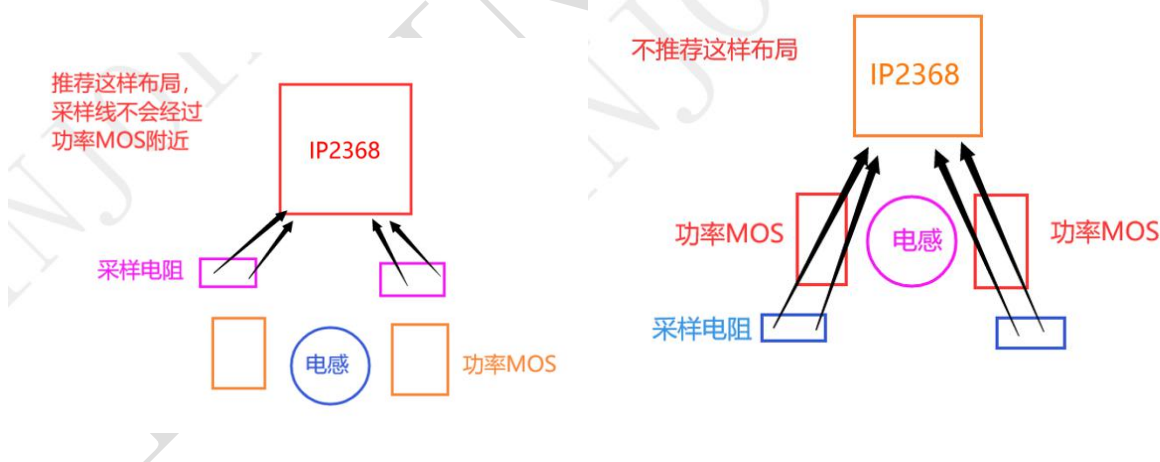 推荐这样布局，
采样线不会经过
功率MOS附近
IP2368
采样电阻
电感
功率MOS
不推荐这样布局
IP2368
功率MOS
电感
功率MOS
采样电阻